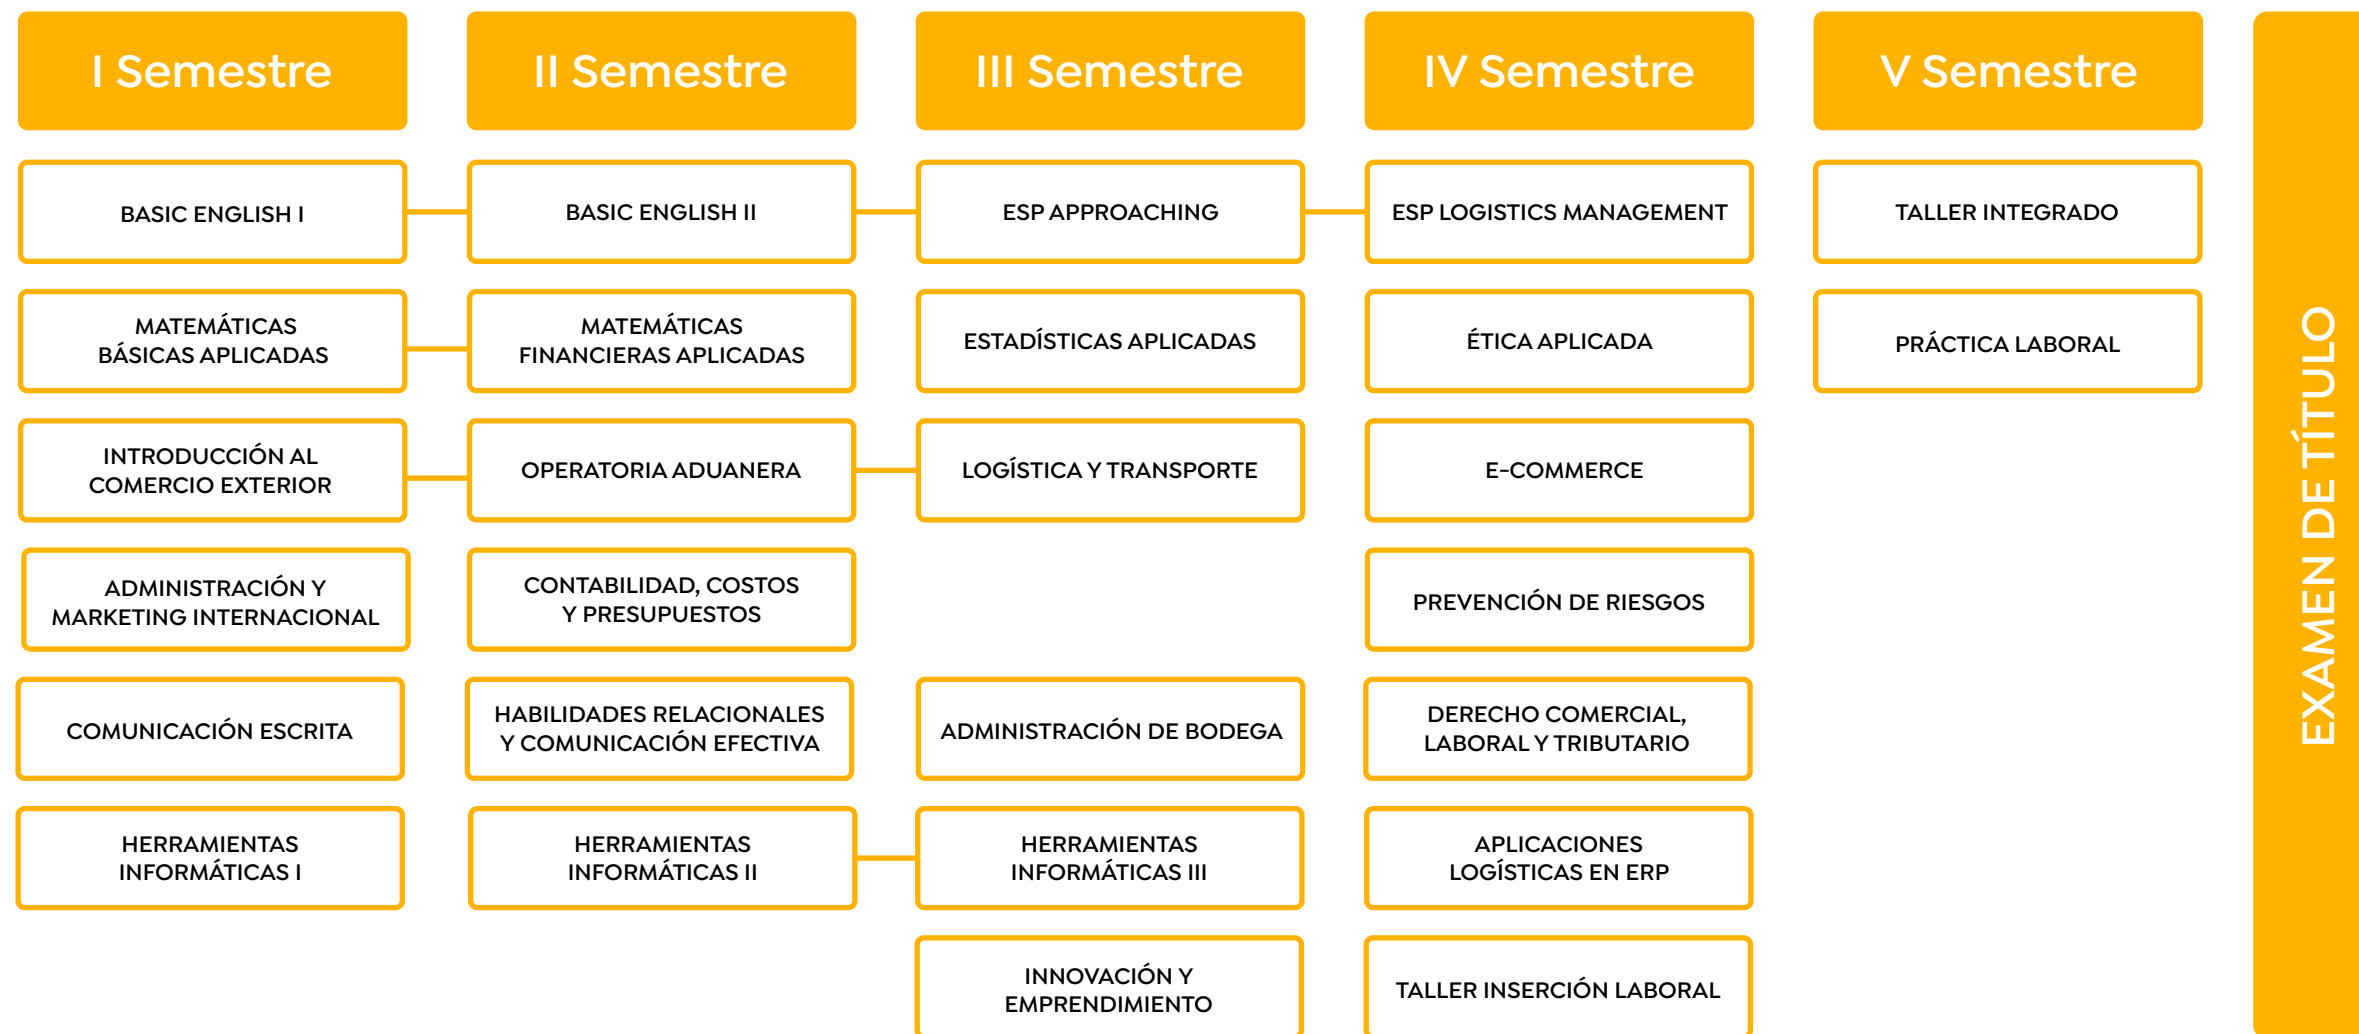 I Semestre
II Semestre
III Semestre
IV Semestre
V Semestre
BASIC ENGLISH I
BASIC ENGLISH II
ESP APPROACHING
ESP LOGISTICS MANAGEMENT
TALLER INTEGRADO
MATEMÁTICAS
BÁSICAS APLICADAS
MATEMÁTICAS
FINANCIERAS APLICADAS
ESTADÍSTICAS APLICADAS
ÉTICA APLICADA
PRÁCTICA LABORAL
INTRODUCCIÓN AL
COMERCIO EXTERIOR
OPERATORIA ADUANERA
LOGÍSTICA Y TRANSPORTE
E-COMMERCE
ADMINISTRACIÓN Y
MARKETING INTERNACIONAL
CONTABILIDAD, COSTOS
Y PRESUPUESTOS
PREVENCIÓN DE RIESGOS
COMUNICACIÓN ESCRITA
HABILIDADES RELACIONALES
Y COMUNICACIÓN EFECTIVA
ADMINISTRACIÓN DE BODEGA
DERECHO COMERCIAL,
LABORAL Y TRIBUTARIO
HERRAMIENTAS
INFORMÁTICAS I
HERRAMIENTAS
INFORMÁTICAS II
HERRAMIENTAS
INFORMÁTICAS III
APLICACIONES
LOGÍSTICAS EN ERP
INNOVACIÓN Y
EMPRENDIMIENTO
TALLER INSERCIÓN LABORAL
EXAMEN DE TÍTULO